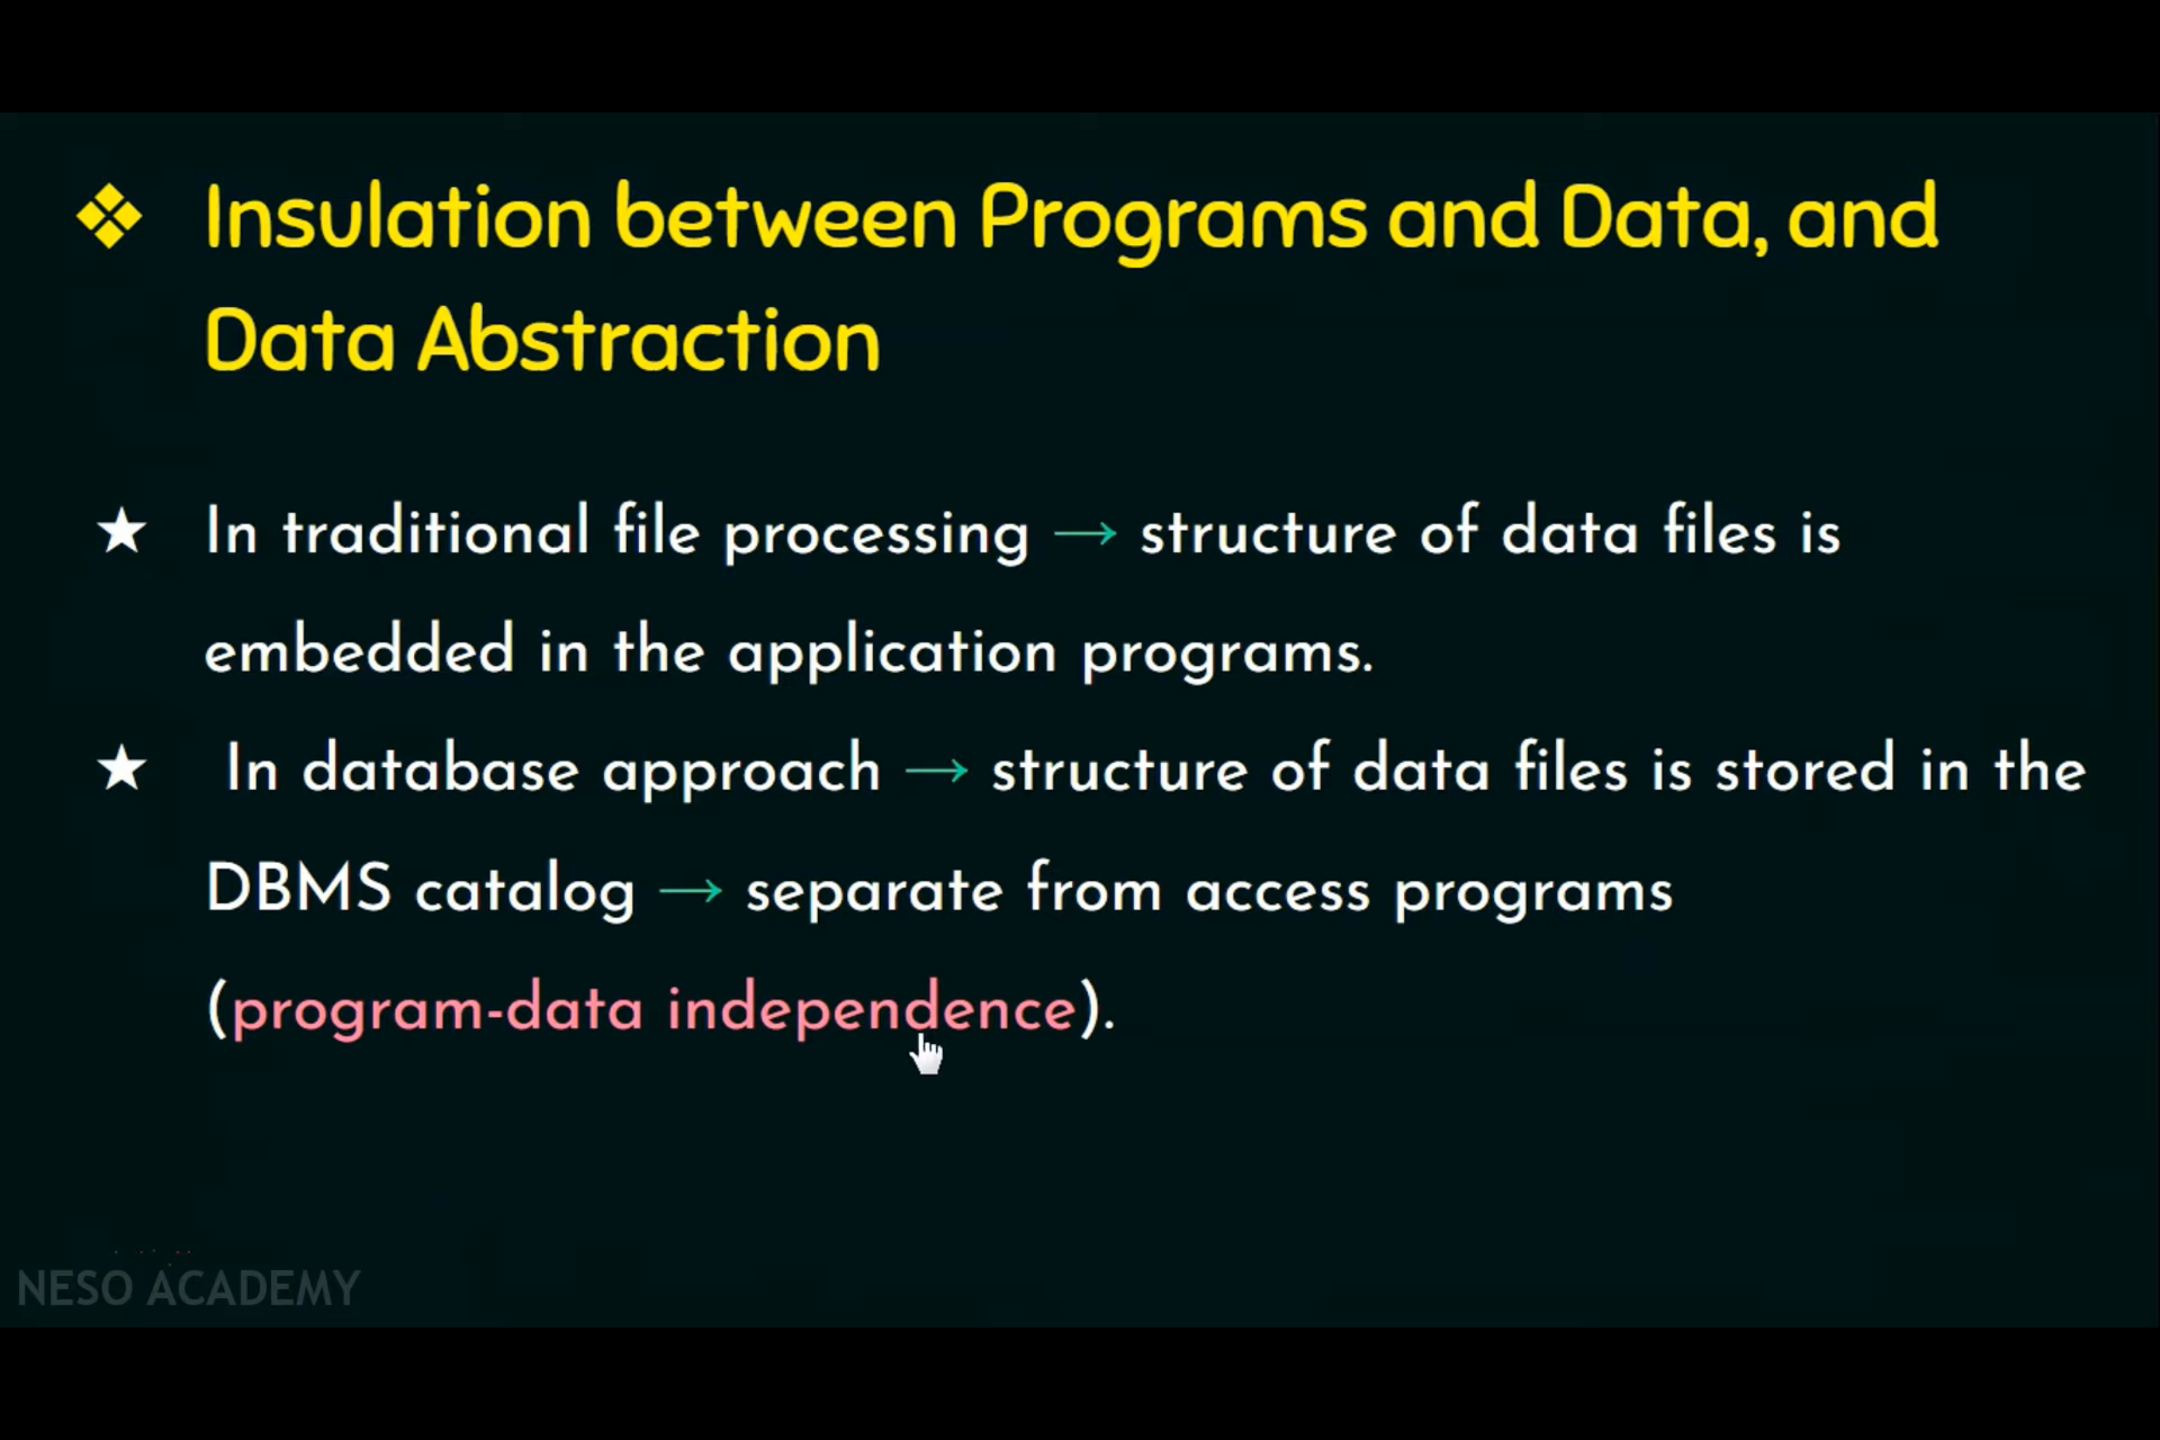 ❖ Insulation between Programs and Data, and
Data Abstraction
★ In traditional file processing → structure of data files is
embedded in the application programs.
★ In database approach → structure of data files is stored in the
DBMS catalog → separate from access programs
(program-data independence).
NESO ACADEMY